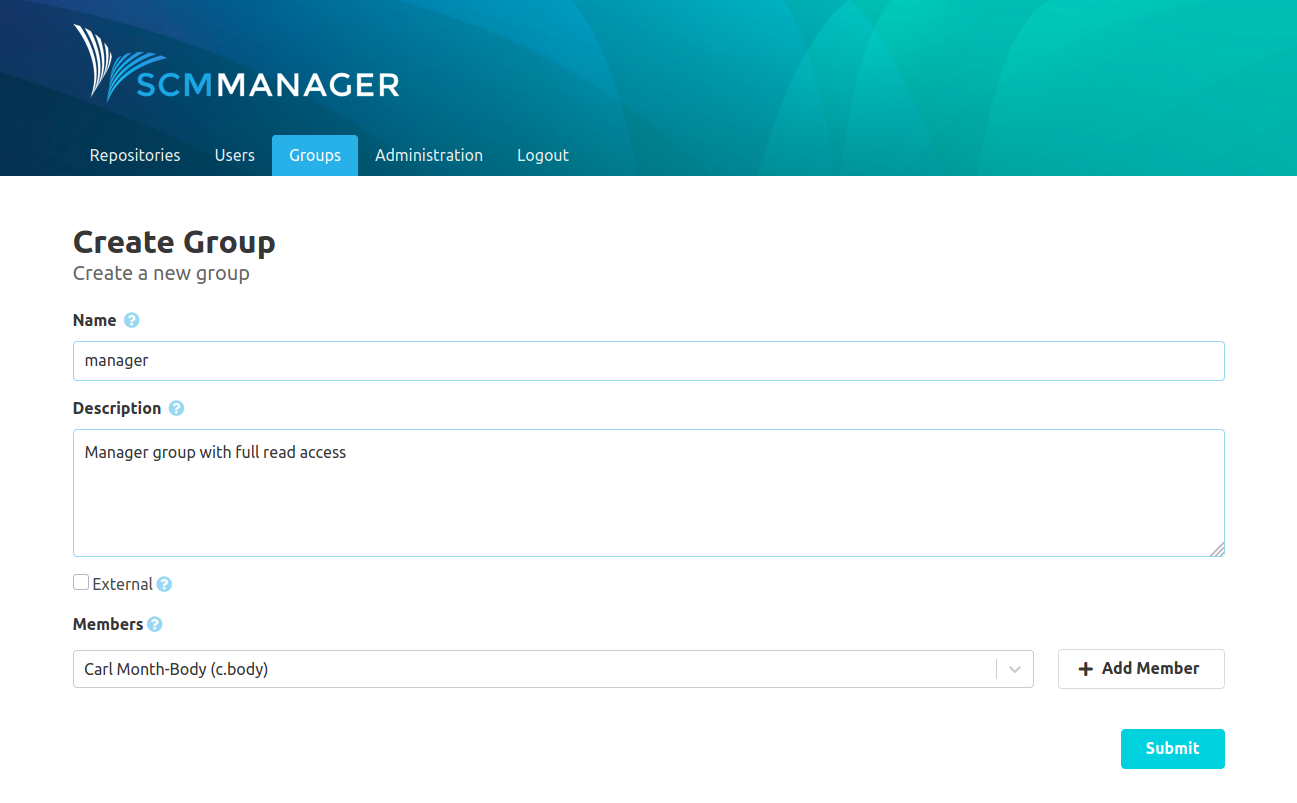 SCMMANAGER
Repositories Users Groups Administration Logout
Create Group
Create a new group
Name ?
manager
Description ?
Manager group with full read access
External ?
Members ?
Carl Month-Body (c.body)
+ Add Member
Submit